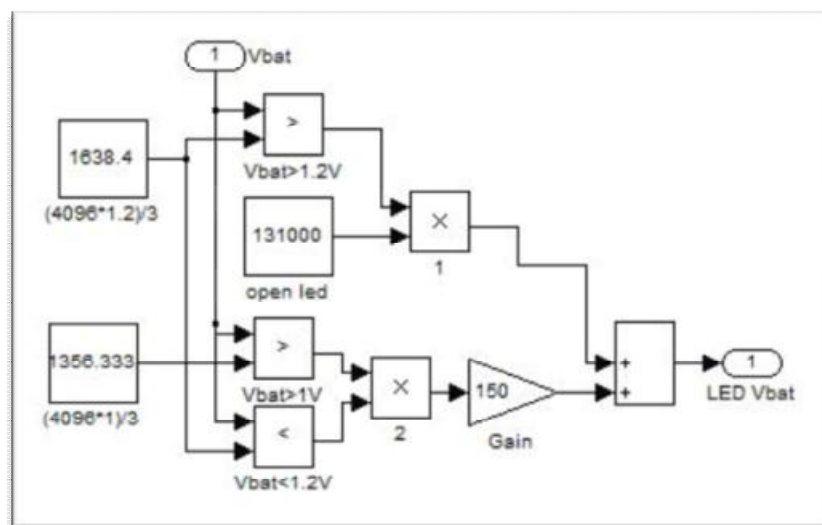 1
Vbat
>
Vbat>1.2V
1638.4
(4096*1.2)/3
131000
open led
×
1
1356.333
(4096*1)/3
>
Vbat>1V
<
Vbat<1.2V
×
2
150
Gain
+
+
1
LED Vbat